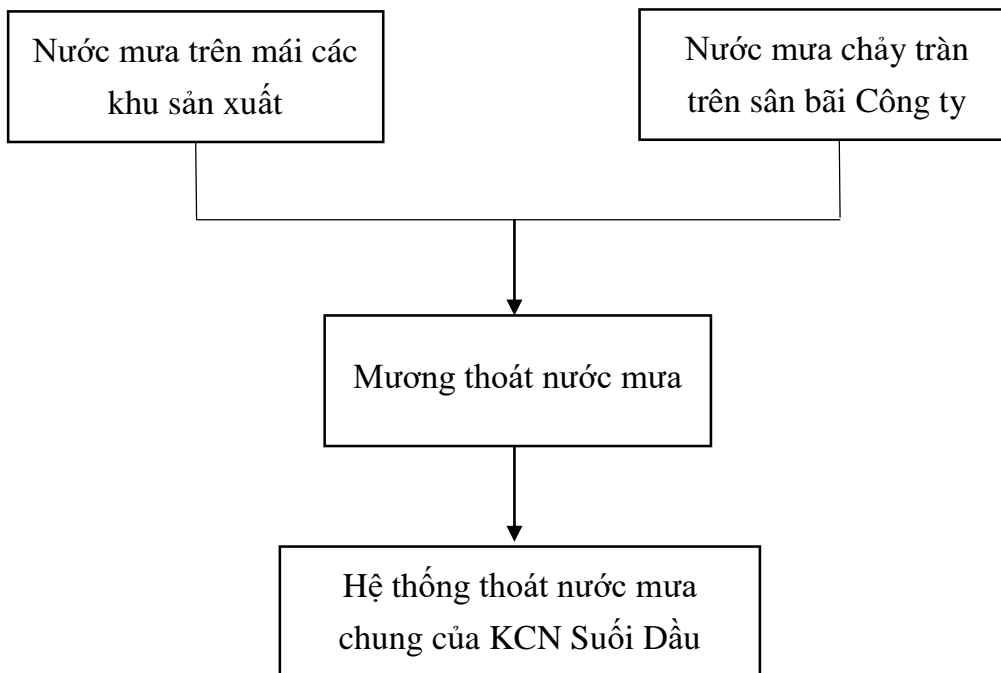 Nước mưa trên mái các
khu sản xuất
Nước mưa chảy tràn
trên sân bãi Công ty
Mương thoát nước mưa
Hệ thống thoát nước mưa
chung của KCN Suối Dầu